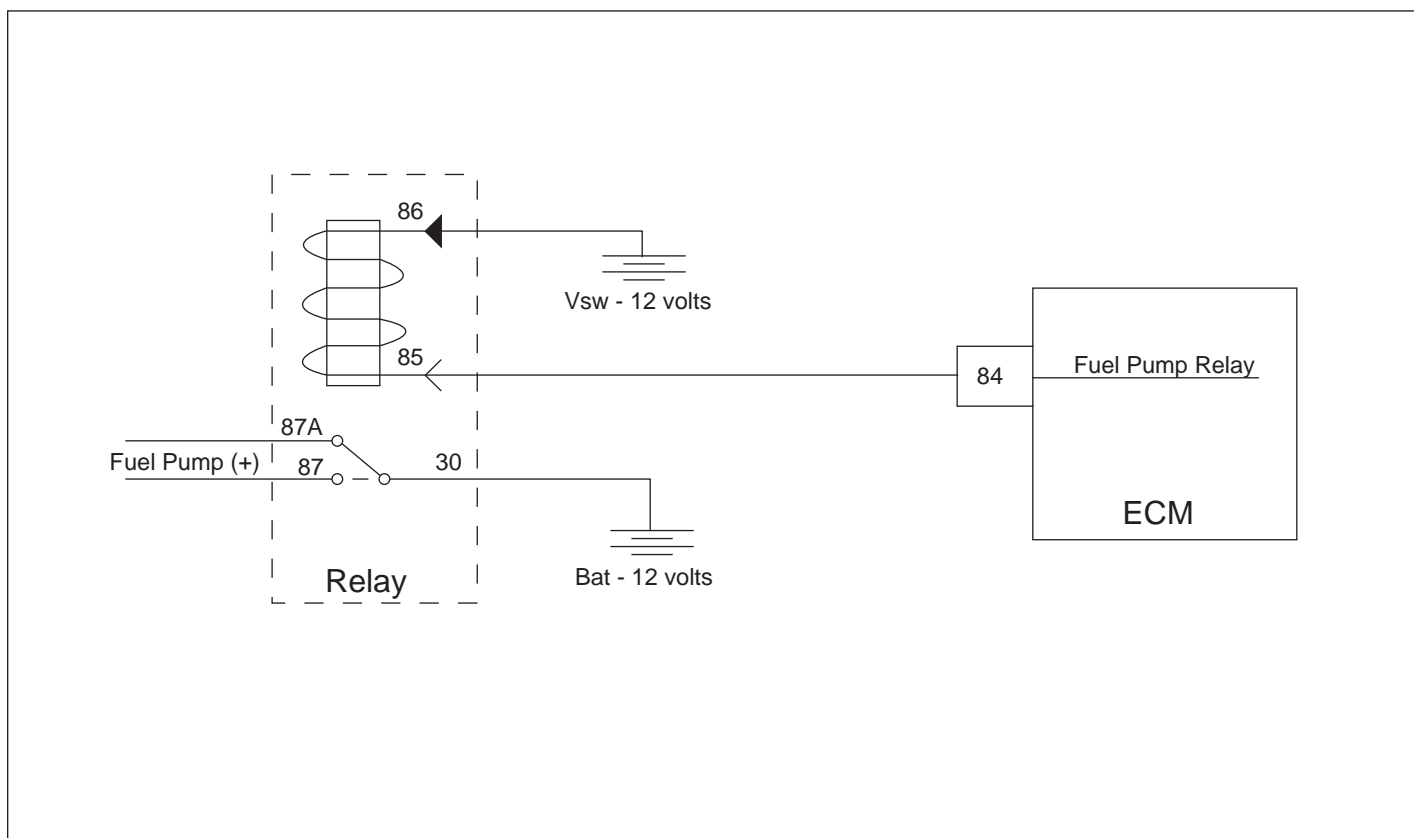 86
Vsw - 12 volts
85
84
Fuel Pump Relay
87A
Fuel Pump (+)
87
30
ECM
Bat - 12 volts
Relay